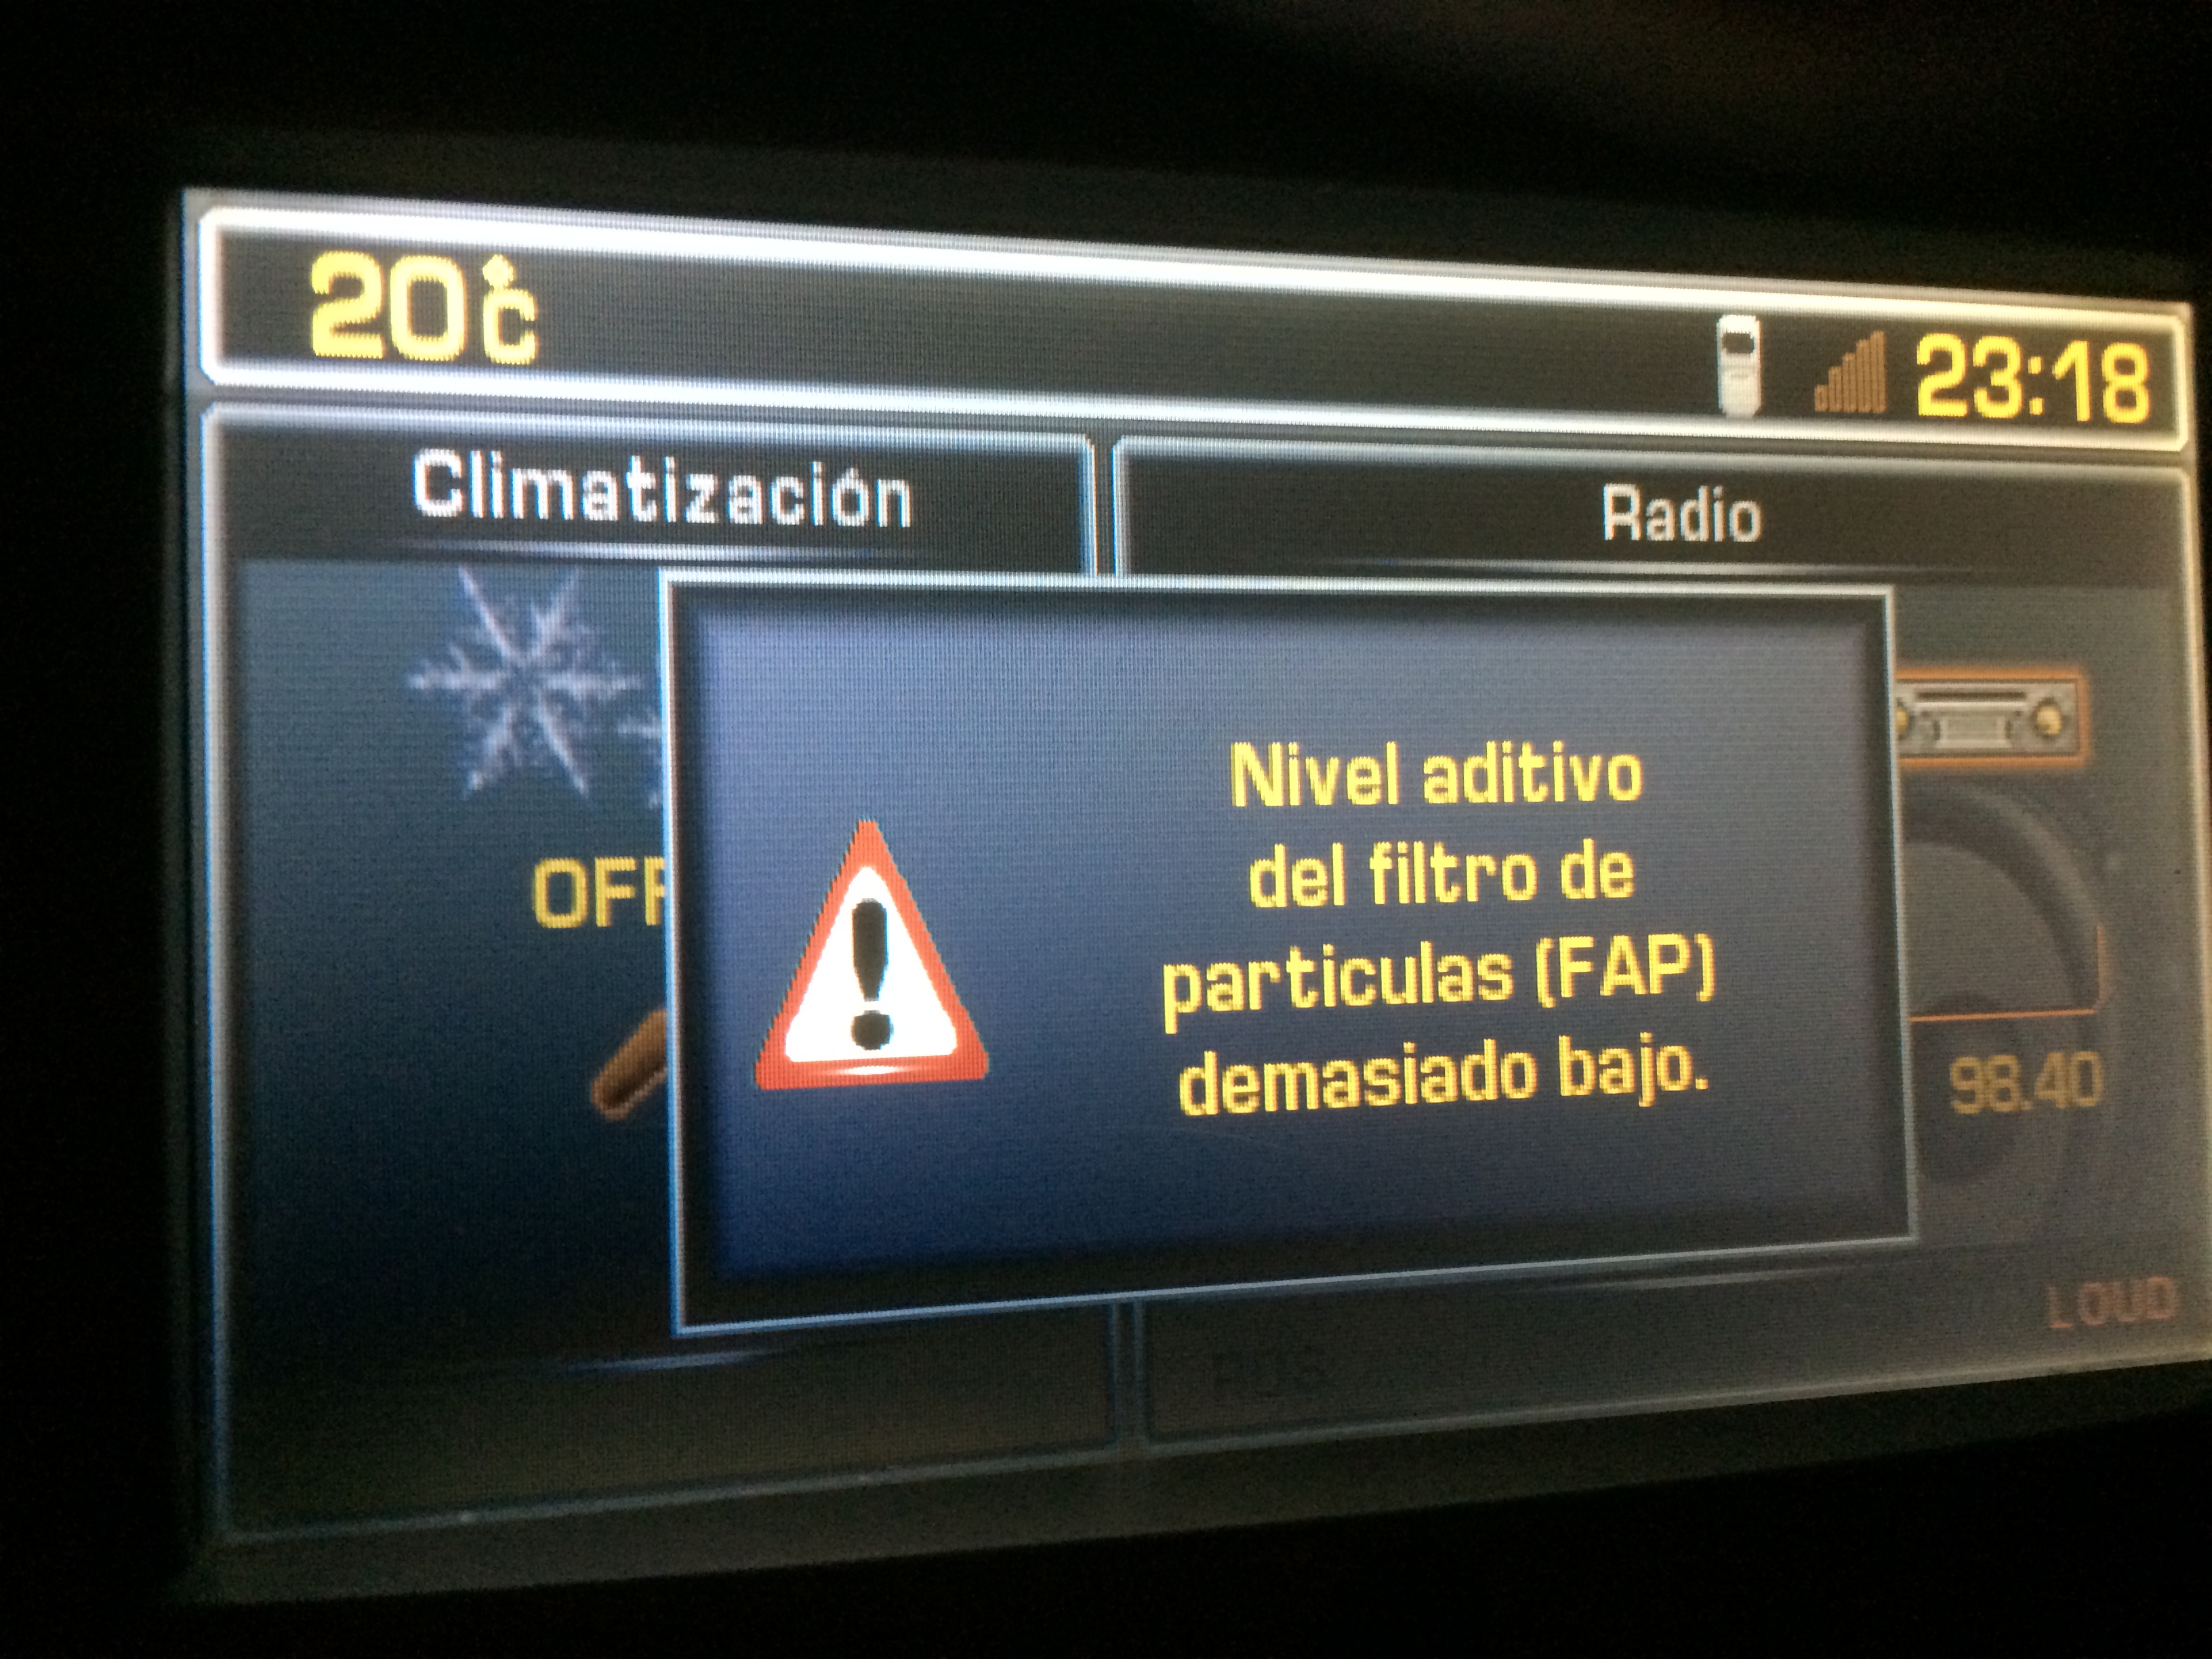 20°C
23:18
Climatización
Radio
OFF
Nivel aditivo
del filtro de
particulas (FAP)
demasiado bajo.
98.40
LOUD